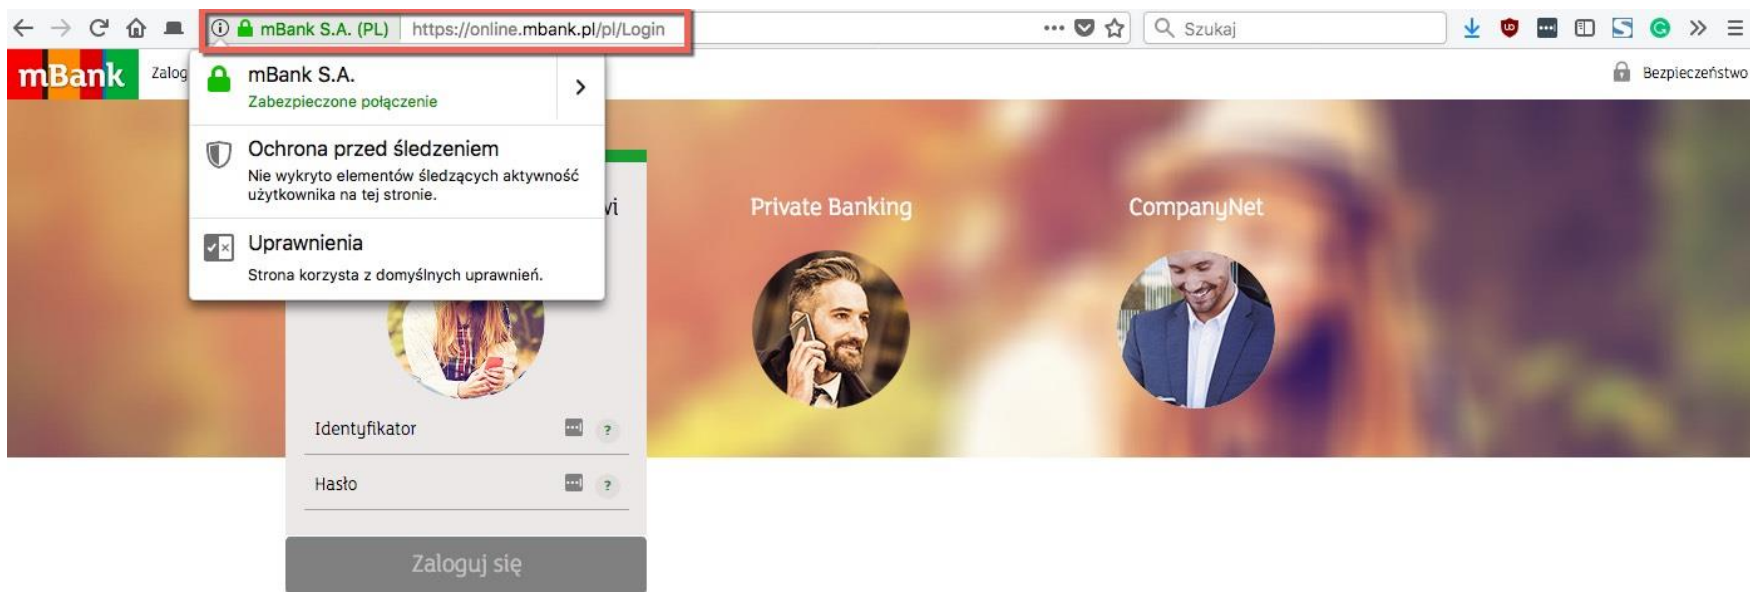 mBank S.A. (PL) https://online.mbank.pl/pl/Login
Szukaj
mBank
Zalog
Bezpieczeństwo
mBank S.A.
Zabezpieczone połączenie
Ochrona przed śledzeniem
Nie wykryto elementów śledzących aktywność
użytkownika na tej stronie.
Uprawnienia
Strona korzysta z domyślnych uprawnień.
wi
Private Banking
CompanyNet
Identyfikator
?
Hasło
?
Zaloguj się